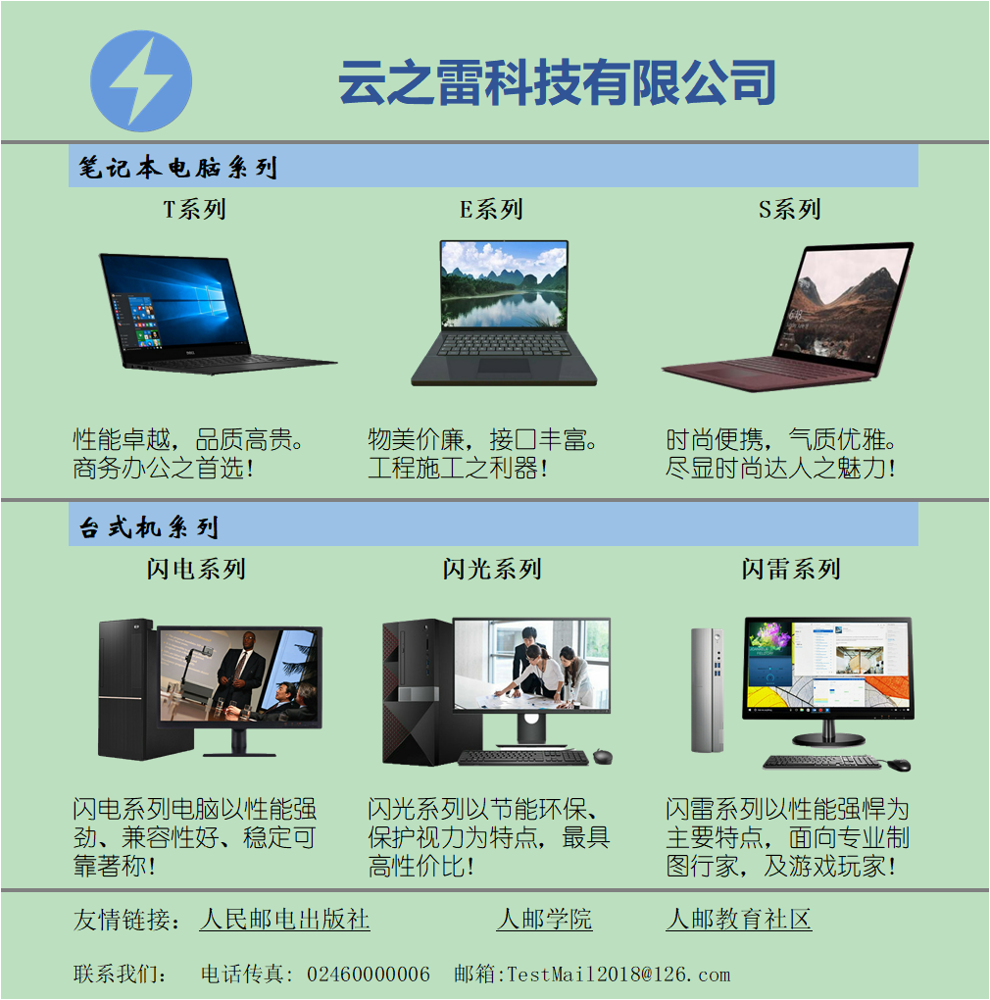 云之雷科技有限公司
笔记本电脑系列
T系列 E系列 S系列
性能卓越，品质高贵。
商务办公之首选！
物美价廉，接口丰富。
工程施工之利器！
时尚便携，气质优雅。
尽显时尚达人之魅力！
台式机系列
闪电系列 闪光系列 闪雷系列
闪电系列电脑以性能强
劲、兼容性好、稳定可
靠著称！
闪光系列以节能环保、
保护视力为特点，最具
高性价比！
闪雷系列以性能强悍为
主要特点，面向专业制
图行家，及游戏玩家！
友情链接： 人民邮电出版社 人邮学院 人邮教育社区
联系我们： 电话传真: 02460000006 邮箱:TestMail2018@126.com